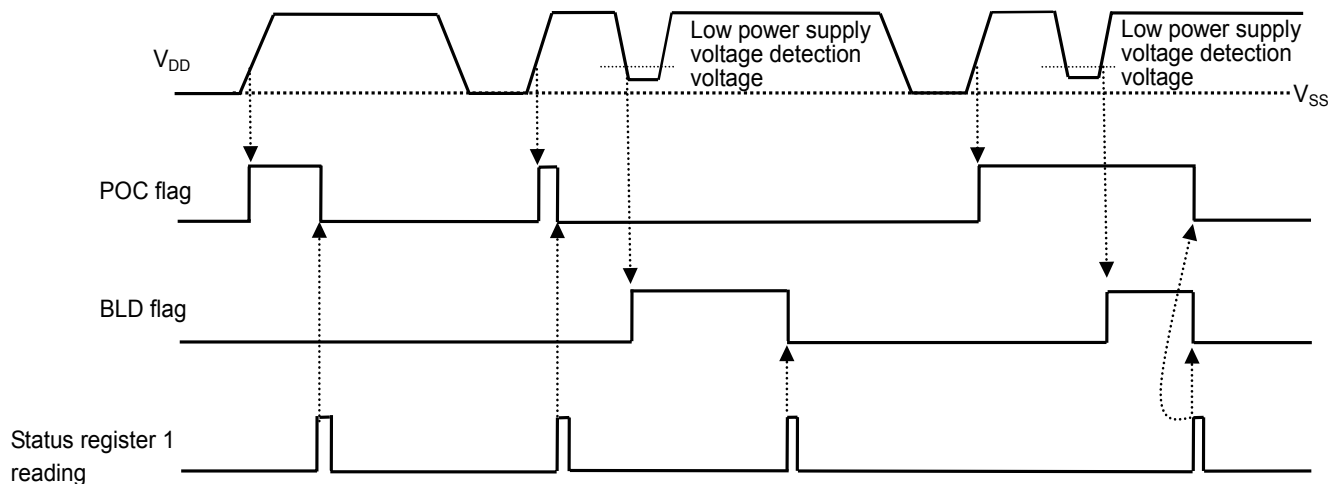 Low power supply
voltage detection
voltage
Low power supply
voltage detection
voltage
VDD
VSS
POC flag
BLD flag
Status register 1
reading